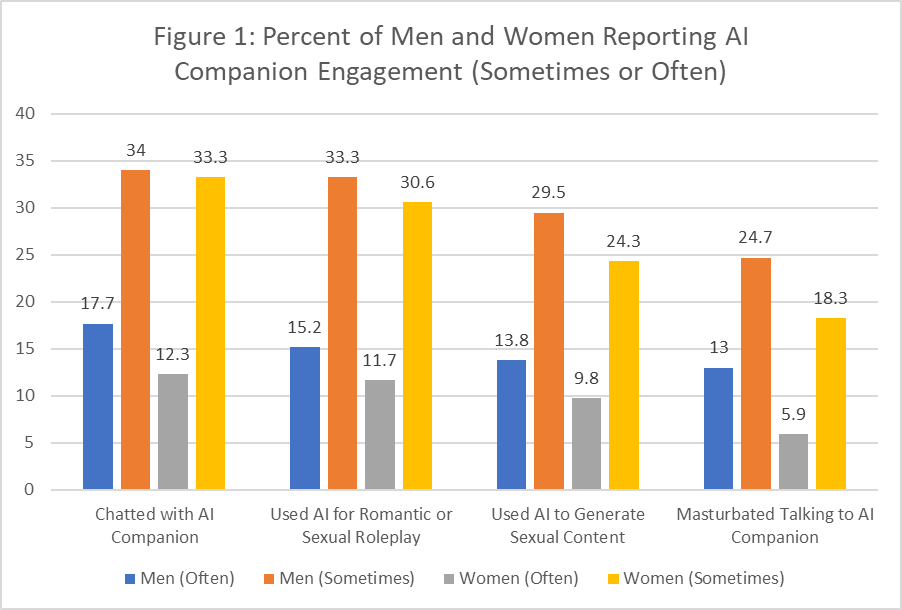 Figure 1: Percent of Men and Women Reporting AI
Companion Engagement (Sometimes or Often)
40
35
30
25
20
15
10
5
0
17.7
34
12.3
33.3
15.2
33.3
11.7
30.6
13.8
29.5
9.8
24.3
13
24.7
5.9
18.3
Chatted with AI
Companion
Used AI for Romantic or
Sexual Roleplay
Used AI to Generate
Sexual Content
Masturbated Talking to AI
Companion
Men (Often)
Men (Sometimes)
Women (Often)
Women (Sometimes)